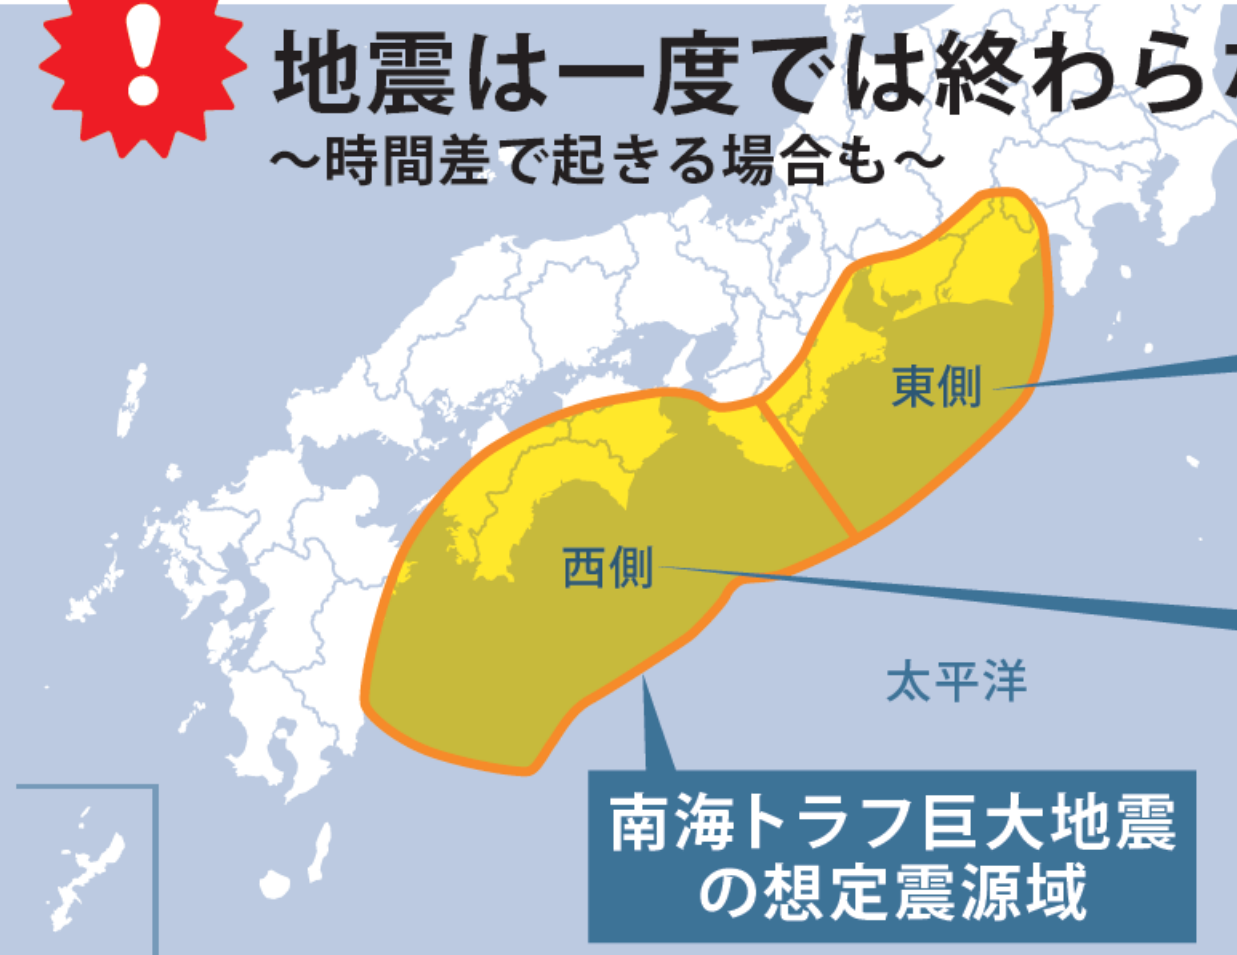 地震は一度では終わら
～時間差で起きる場合も～
東側
西側
太平洋
南海トラフ巨大地震
の想定震源域